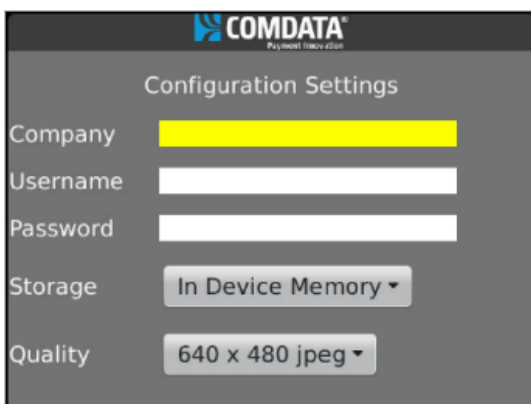 COMDATA®
Payment Innovation
Configuration Settings
Company
Username
Password
Storage In Device Memory
Quality 640 x 480 jpeg